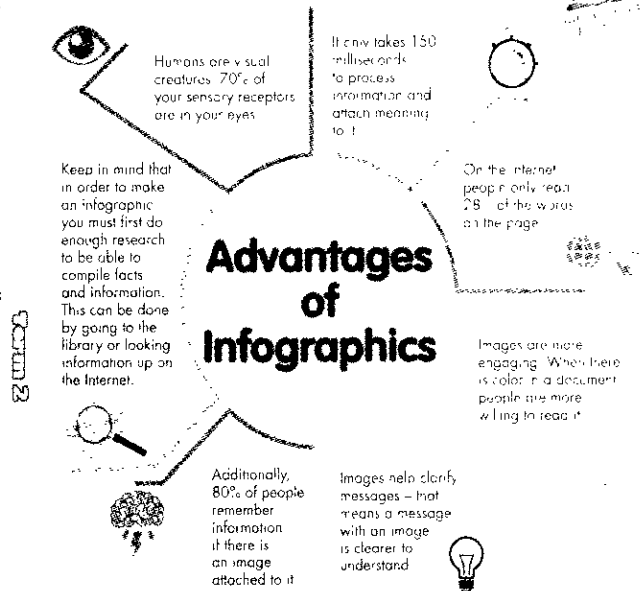 Humans are visual
creatures. 70% of
your sensory receptors
are in your eyes
It only takes 150
milliseconds
to process
information and
attach meaning
to it
On the internet
people only read
28% of the words
on the page
Keep in mind that
in order to make
an infographic
you must first do
enough research
to be able to
compile facts
and information.
This can be done
by going to the
library or looking
information up on
the Internet.
Advantages
of
Infographics
Images are more
engaging. When there
is color in a document
people are more
willing to read it
Additionally,
80% of people
remember
information
if there is
an image
attached to it
Images help clarify
messages – that
means a message
with an image
is clearer to
understand
Term 2